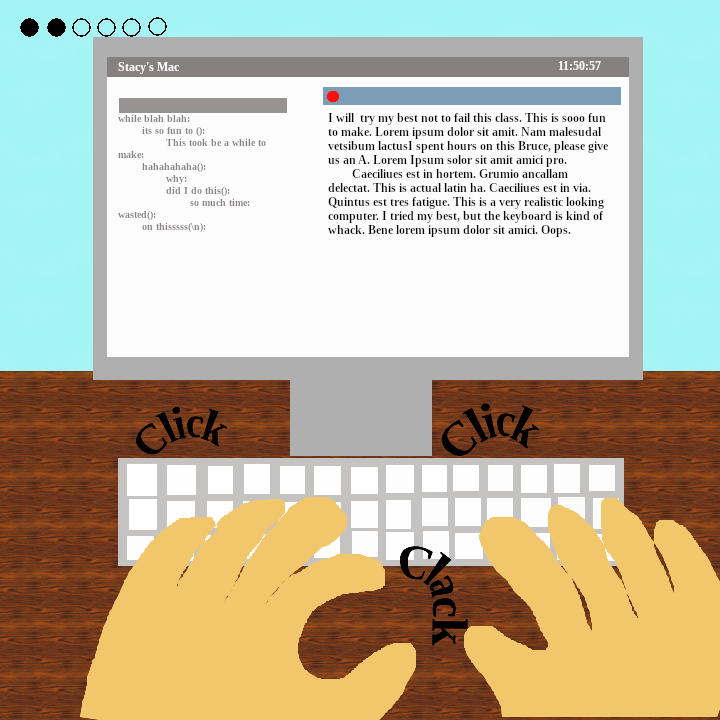 Stacy's Mac
11:50:57
while blah blah:
its so fun to ():
This took be a while to
make:
hahahahaha():
why:
did I do this():
so much time:
wasted():
on thisssss(\n):
I will  try my best not to fail this class. This is sooo fun
to make. Lorem ipsum dolor sit amit. Nam malesudal
vetsibum lactusI spent hours on this Bruce, please give
us an A. Lorem Ipsum solor sit amit amici pro.
Caeciliues est in hortem. Grumio ancallam
delectat. This is actual latin ha. Caeciliues est in via.
Quintus est tres fatigue. This is a very realistic looking
computer. I tried my best, but the keyboard is kind of
whack. Bene lorem ipsum dolor sit amici. Oops.
Click
Click
Clack